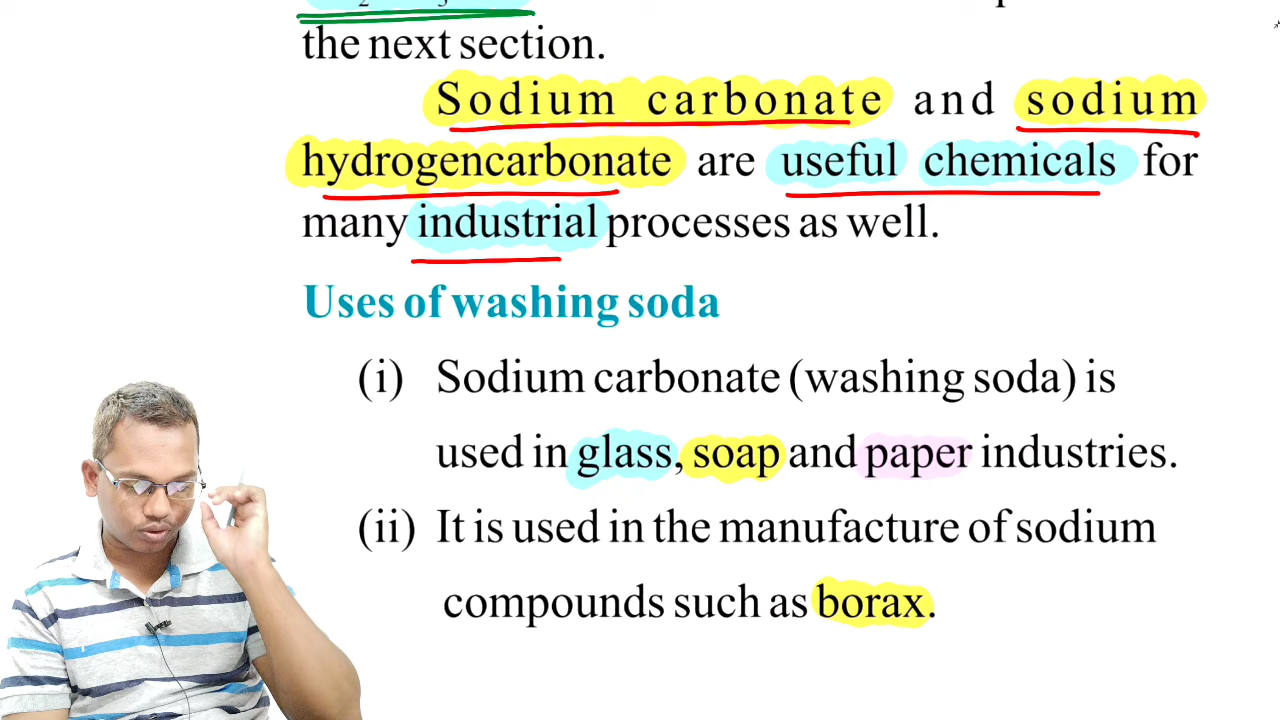 the next section.
Sodium carbonate and sodium
hydrogencarbonate are useful chemicals for
many industrial processes as well.
Uses of washing soda
(i) Sodium carbonate (washing soda) is
used in glass, soap and paper industries.
(ii) It is used in the manufacture of sodium
compounds such as borax.